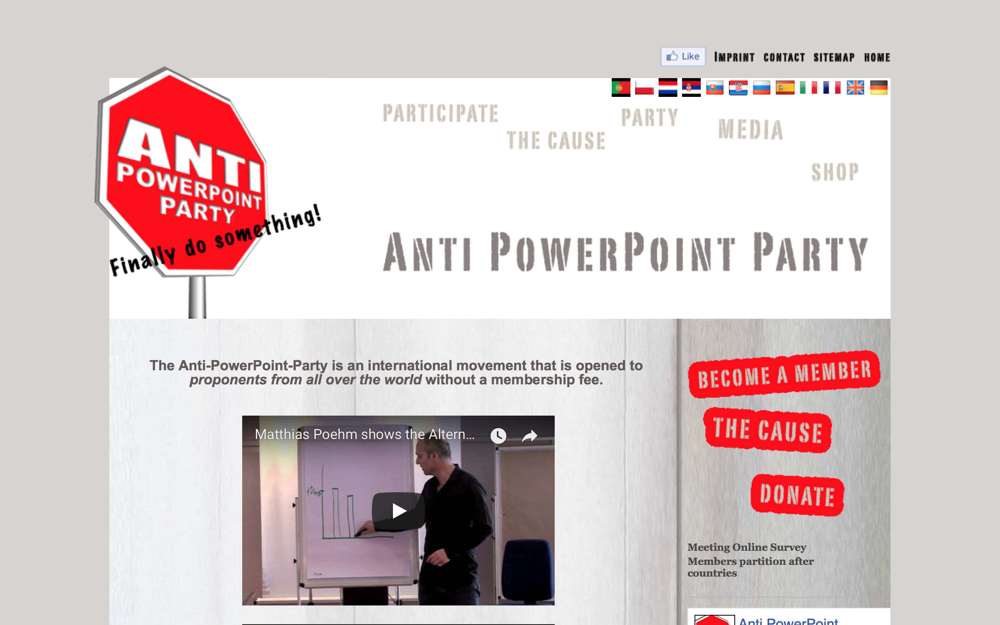 Like IMPRINT CONTACT SITEMAP HOME
ANTI
POWERPOINT
PARTY
Finally do something!
PARTICIPATE
THE CAUSE
PARTY
MEDIA
SHOP
ANTI POWERPOINT PARTY
The Anti-PowerPoint-Party is an international movement that is opened to
proponents from all over the world without a membership fee.
Matthias Poehm shows the Altern...
BECOME A MEMBER
THE CAUSE
DONATE
Meeting Online Survey
Members partition after
countries
Anti PowerPoint